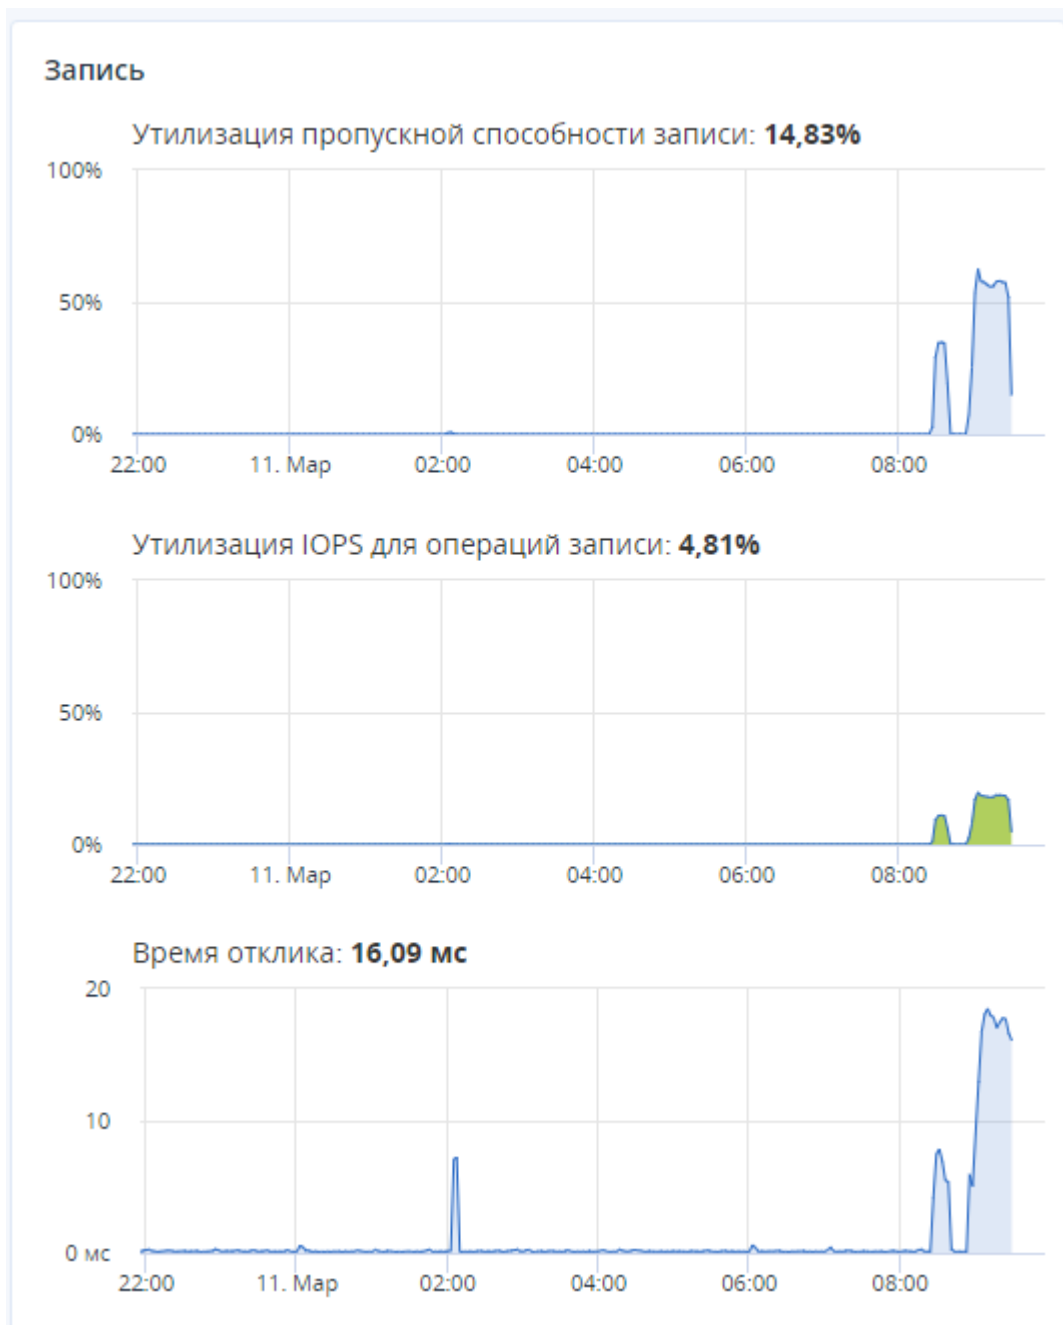 Запись
Утилизация пропускной способности записи: 14,83%
100%
50%
0%
22:00 11. Мар 02:00 04:00 06:00 08:00
Утилизация IOPS для операций записи: 4,81%
100%
50%
0%
22:00 11. Мар 02:00 04:00 06:00 08:00
Время отклика: 16,09 мс
20
10
0 мс
22:00 11. Мар 02:00 04:00 06:00 08:00